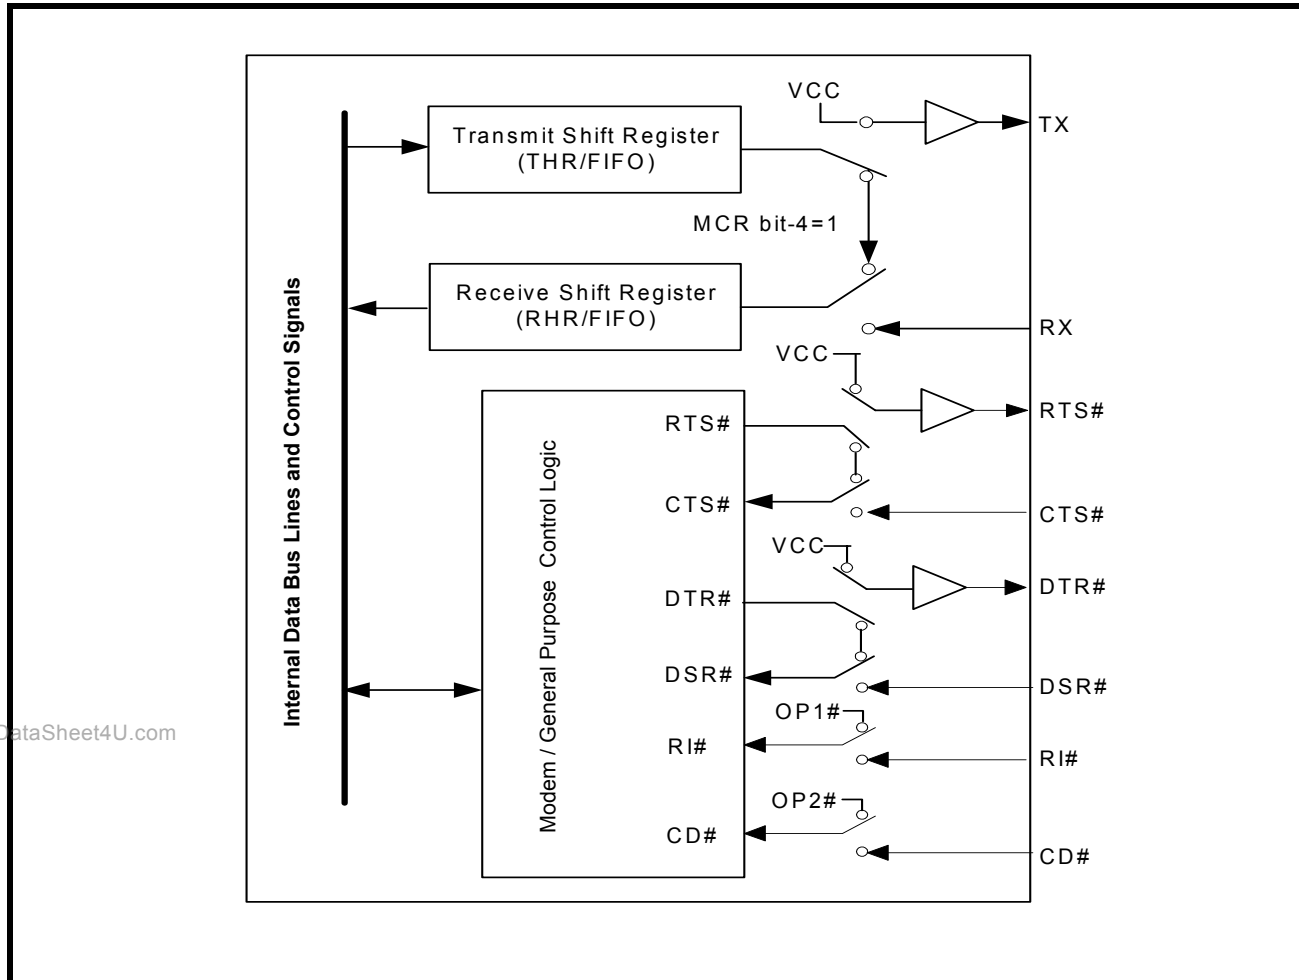 VCC
TX
Transmit Shift Register
(THR/FIFO)
MCR bit-4=1
Receive Shift Register
(RHR/FIFO)
RX
VCC
RTS#
RTS#
CTS#
CTS#
VCC
DTR#
DTR#
DSR#
DSR#
OP1#
RI#
RI#
OP2#
CD#
CD#
Internal Data Bus Lines and Control Signals
Modem / General Purpose Control Logic
DataSheet4U.com